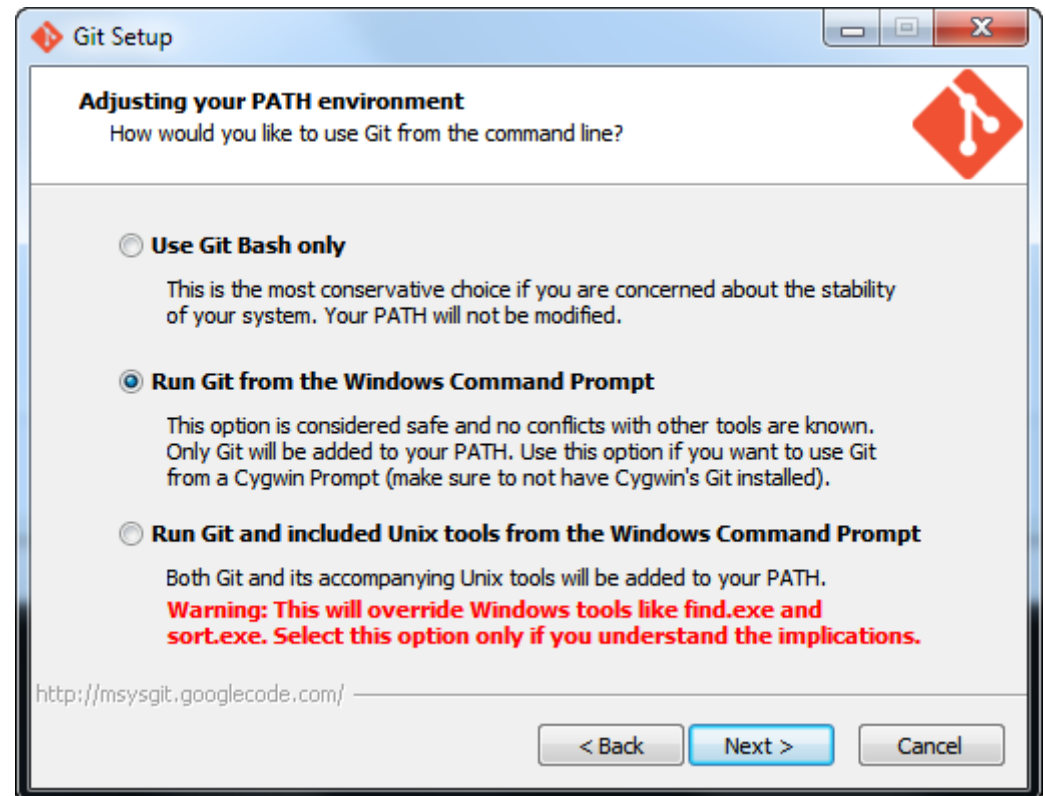 Git Setup
Adjusting your PATH environment
How would you like to use Git from the command line?
Use Git Bash only
This is the most conservative choice if you are concerned about the stability
of your system. Your PATH will not be modified.
Run Git from the Windows Command Prompt
This option is considered safe and no conflicts with other tools are known.
Only Git will be added to your PATH. Use this option if you want to use Git
from a Cygwin Prompt (make sure to not have Cygwin's Git installed).
Run Git and included Unix tools from the Windows Command Prompt
Both Git and its accompanying Unix tools will be added to your PATH.
Warning: This will override Windows tools like find.exe and
sort.exe. Select this option only if you understand the implications.
http://msysgit.googlecode.com/
< Back Next > Cancel